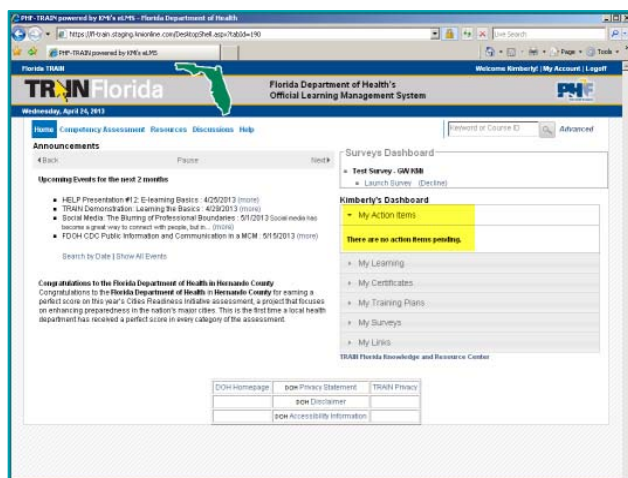 PHF-TRAIN powered by KMI's eLMS - Florida Department of Health
https://fl-train.staging.kmionline.com/DesktopShell.aspx?tabId=190
Live Search
PHF-TRAIN powered by KMI's eLMS
Page
Tools
Florida TRAIN
Welcome Kimberly! | My Account | Logoff
TRAIN Florida
Florida Department of Health's
Official Learning Management System
PHF
Wednesday, April 24, 2013
Home Competency Assessment Resources Discussions Help
Keyword or Course ID
Advanced
Announcements
Back Pause Next
Upcoming Events for the next 2 months
HELP Presentation #12: E-learning Basics : 4/25/2013 (more)
TRAIN Demonstration: Learning the Basics : 4/29/2013 (more)
Social Media: The Blurring of Professional Boundaries : 5/1/2013 Social media has
become a great way to connect with people, but in... (more)
FDOH CDC Public Information and Communication in a MCM : 5/15/2013 (more)
Search by Date | Show All Events
Congratulations to the Florida Department of Health in Hernando County
Congratulations to the Florida Department of Health in Hernando County for earning a
perfect score on this year's Cities Readiness Initiative assessment, a project that focuses
on enhancing preparedness in the nation's major cities. This is the first time a local health
department has received a perfect score in every category of the assessment.
Surveys Dashboard
Test Survey - GW KMI
Launch Survey (Decline)
Kimberly's Dashboard
My Action Items
There are no action items pending.
My Learning
My Certificates
My Training Plans
My Surveys
My Links
TRAIN Florida Knowledge and Resource Center
DOH Homepage DOH Privacy Statement TRAIN Privacy
DOH Disclaimer
DOH Accessibility Information